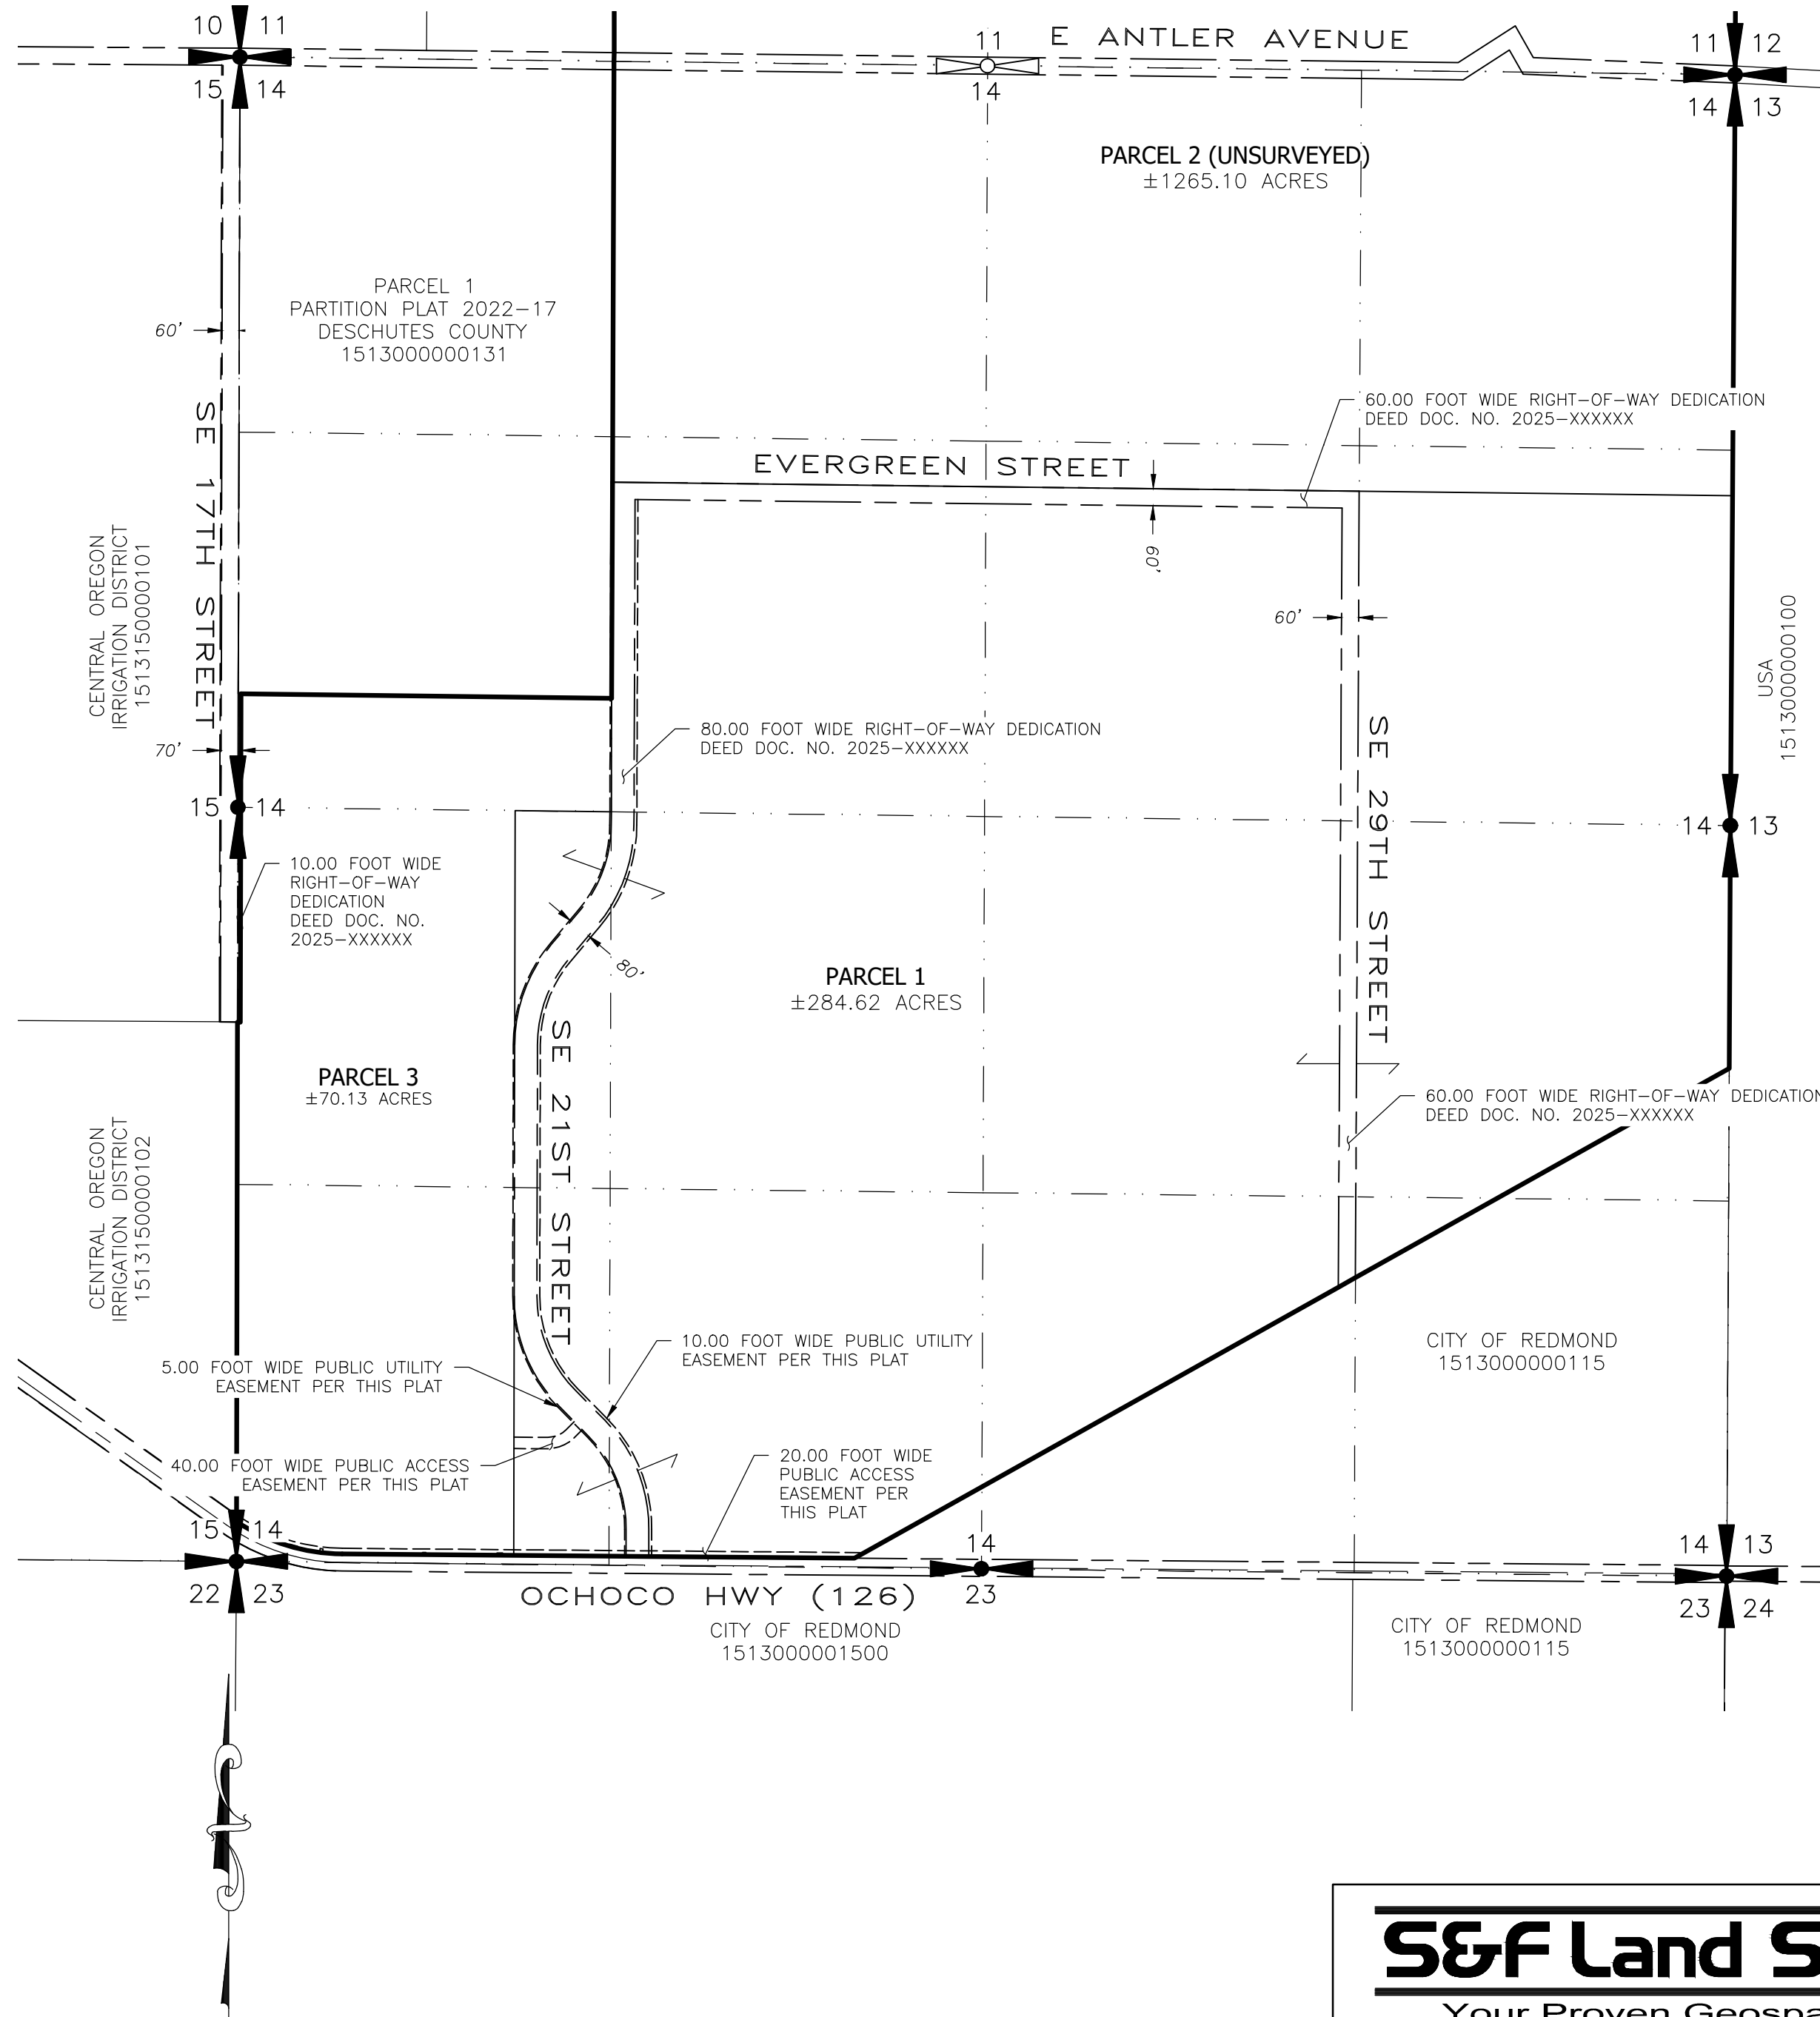 10 11
15 14
11
14
E ANTLER AVENUE
11 12
14 13
PARCEL 2 (UNSURVEYED)
±1265.10 ACRES
PARCEL 1
PARTITION PLAT 2022-17
DESCHUTES COUNTY
1513000000131
60'
SE 17TH STREET
60.00 FOOT WIDE RIGHT-OF-WAY DEDICATION
DEED DOC. NO. 2025-XXXXXX
EVERGREEN STREET
60'
CENTRAL OREGON
IRRIGATION DISTRICT
1513150000101
60'
USA
1513000000100
70'
80.00 FOOT WIDE RIGHT-OF-WAY DEDICATION
DEED DOC. NO. 2025-XXXXXX
SE 29TH STREET
15 14
14 13
10.00 FOOT WIDE
RIGHT-OF-WAY
DEDICATION
DEED DOC. NO.
2025-XXXXXX
80'
PARCEL 1
±284.62 ACRES
SE 21ST STREET
PARCEL 3
±70.13 ACRES
60.00 FOOT WIDE RIGHT-OF-WAY DEDICATION
DEED DOC. NO. 2025-XXXXXX
CENTRAL OREGON
IRRIGATION DISTRICT
1513150000102
10.00 FOOT WIDE PUBLIC UTILITY
EASEMENT PER THIS PLAT
5.00 FOOT WIDE PUBLIC UTILITY
EASEMENT PER THIS PLAT
CITY OF REDMOND
1513000000115
40.00 FOOT WIDE PUBLIC ACCESS
EASEMENT PER THIS PLAT
20.00 FOOT WIDE
PUBLIC ACCESS
EASEMENT PER
THIS PLAT
15 14
22 23
14
23
14 13
23 24
OCHOCO HWY (126)
CITY OF REDMOND
1513000001500
CITY OF REDMOND
1513000000115
S&F Land S
Your Proven Geospa